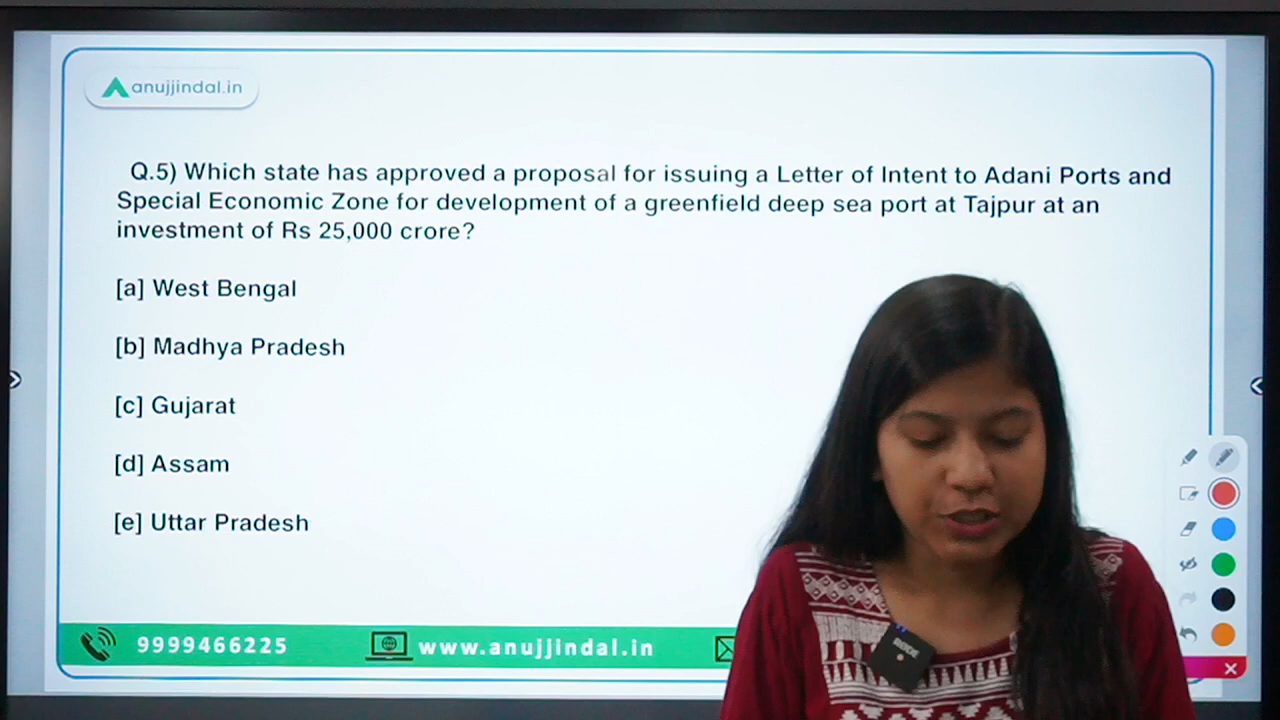 anujjindal.in
Q.5) Which state has approved a proposal for issuing a Letter of Intent to Adani Ports and
Special Economic Zone for development of a greenfield deep sea port at Tajpur at an
investment of Rs 25,000 crore?
[a] West Bengal
[b] Madhya Pradesh
[c] Gujarat
[d] Assam
[e] Uttar Pradesh
9999466225 www.anujjindal.in
RODE